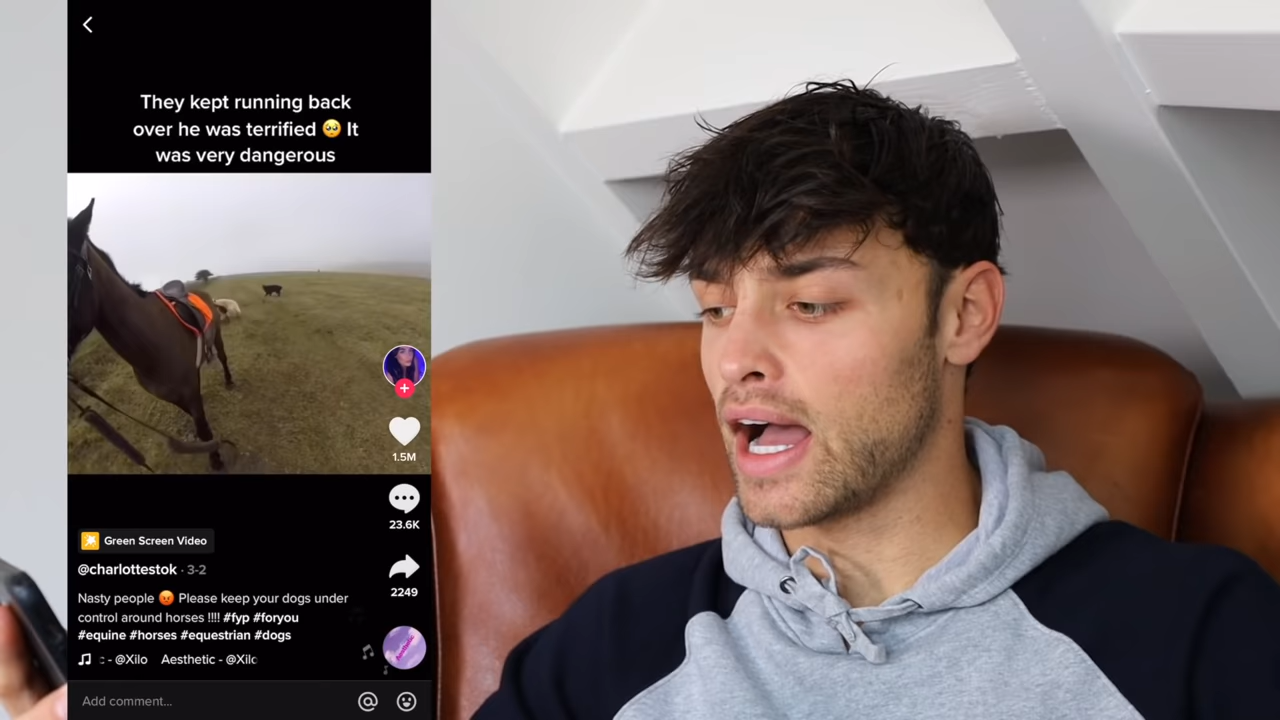 They kept running back
over he was terrified 🥺 It
was very dangerous
1.5M
23.6K
2249
Green Screen Video
@charlottestok · 3-2
Nasty people 😡 Please keep your dogs under
control around horses !!!! #fyp #foryou
#equine #horses #equestrian #dogs
c - @Xilo Aesthetic - @Xilo
Add comment...